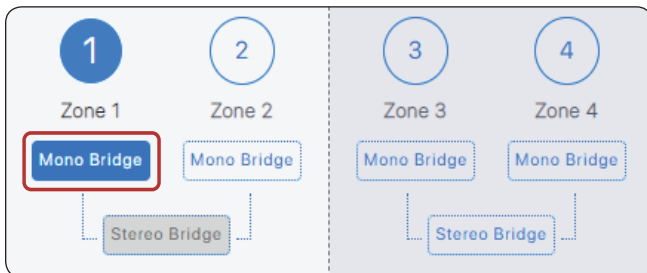 1 2 3 4
Zone 1 Zone 2 Zone 3 Zone 4
Mono Bridge Mono Bridge Mono Bridge Mono Bridge
Stereo Bridge Stereo Bridge